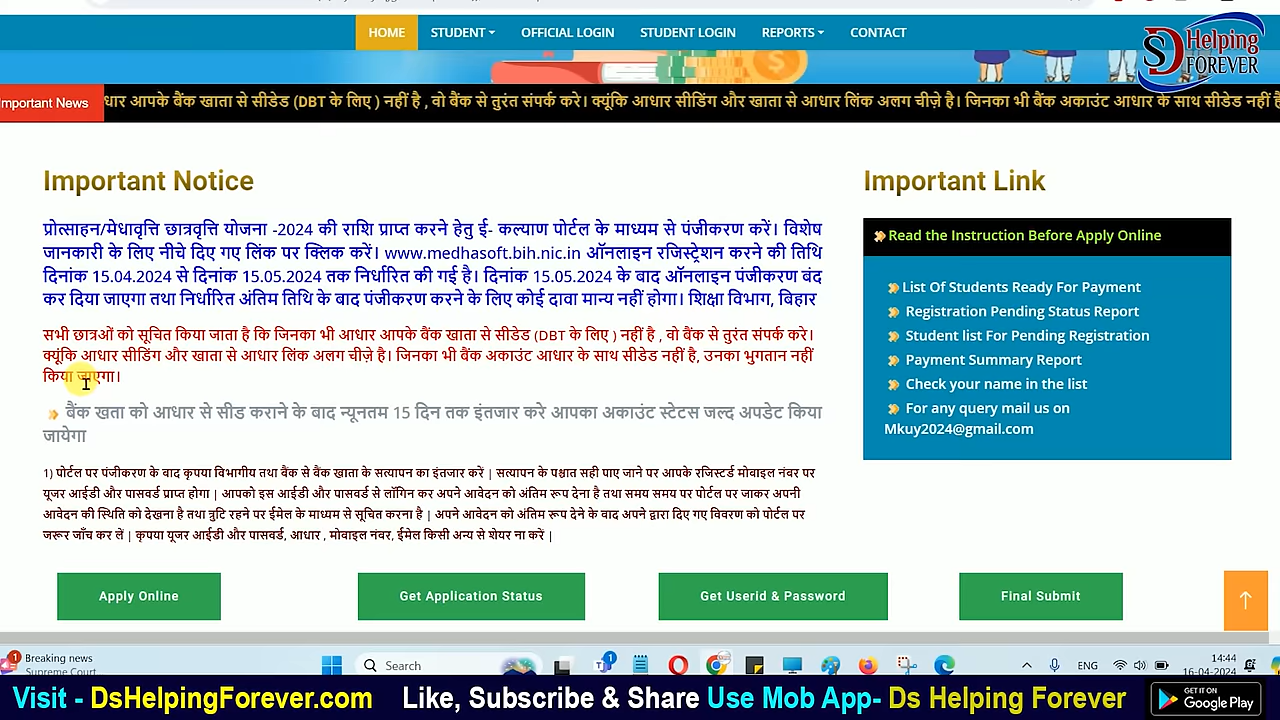 HOME STUDENT OFFICIAL LOGIN STUDENT LOGIN REPORTS CONTACT
SD Helping FOREVER
Important News
धार आपके बैंक खाता से सीडेड (DBT के लिए ) नहीं है , वो बैंक से तुरंत संपर्क करे। क्यूंकि आधार सीडिंग और खाता से आधार लिंक अलग चीज़े है। जिनका भी बैंक अकाउंट आधार के साथ सीडेड नहीं है
Important Notice
प्रोत्साहन/मेधावृत्ति छात्रवृत्ति योजना -2024 की राशि प्राप्त करने हेतु ई- कल्याण पोर्टल के माध्यम से पंजीकरण करें। विशेष
जानकारी के लिए नीचे दिए गए लिंक पर क्लिक करें। www.medhasoft.bih.nic.in ऑनलाइन रजिस्ट्रेशन करने की तिथि
दिनांक 15.04.2024 से दिनांक 15.05.2024 तक निर्धारित की गई है। दिनांक 15.05.2024 के बाद ऑनलाइन पंजीकरण बंद
कर दिया जाएगा तथा निर्धारित अंतिम तिथि के बाद पंजीकरण करने के लिए कोई दावा मान्य नहीं होगा। शिक्षा विभाग, बिहार
सभी छात्राओं को सूचित किया जाता है कि जिनका भी आधार आपके बैंक खाता से सीडेड (DBT के लिए ) नहीं है , वो बैंक से तुरंत संपर्क करे।
क्यूंकि आधार सीडिंग और खाता से आधार लिंक अलग चीज़े है। जिनका भी बैंक अकाउंट आधार के साथ सीडेड नहीं है, उनका भुगतान नहीं
किया जाएगा।
बैंक खता को आधार से सीड कराने के बाद न्यूनतम 15 दिन तक इंतजार करे आपका अकाउंट स्टेटस जल्द अपडेट किया
जायेगा
1) पोर्टल पर पंजीकरण के बाद कृपया विभागीय तथा बैंक से बैंक खाता के सत्यापन का इंतजार करें | सत्यापन के पश्चात सही पाए जाने पर आपके रजिस्टर्ड मोबाइल नंबर पर
यूजर आईडी और पासवर्ड प्राप्त होगा | आपको इस आईडी और पासवर्ड से लॉगिन कर अपने आवेदन को अंतिम रूप देना है तथा समय समय पर पोर्टल पर जाकर अपनी
आवेदन की स्थिति को देखना है तथा त्रुटि रहने पर ईमेल के माध्यम से सूचित करना है | अपने आवेदन को अंतिम रूप देने के बाद अपने द्वारा दिए गए विवरण को पोर्टल पर
जरूर जाँच कर लें | कृपया यूजर आईडी और पासवर्ड, आधार , मोवाइल नंबर, ईमेल किसी अन्य से शेयर ना करें |
Important Link
Read the Instruction Before Apply Online
List Of Students Ready For Payment
Registration Pending Status Report
Student list For Pending Registration
Payment Summary Report
Check your name in the list
For any query mail us on
Mkuy2024@gmail.com
Apply Online Get Application Status Get Userid & Password Final Submit
1 Breaking news
Supreme Court
Search
1
ENG
14:44
16-04-2024
Visit - DsHelpingForever.com Like, Subscribe & Share Use Mob App- Ds Helping Forever
GET IT ON
Google Play